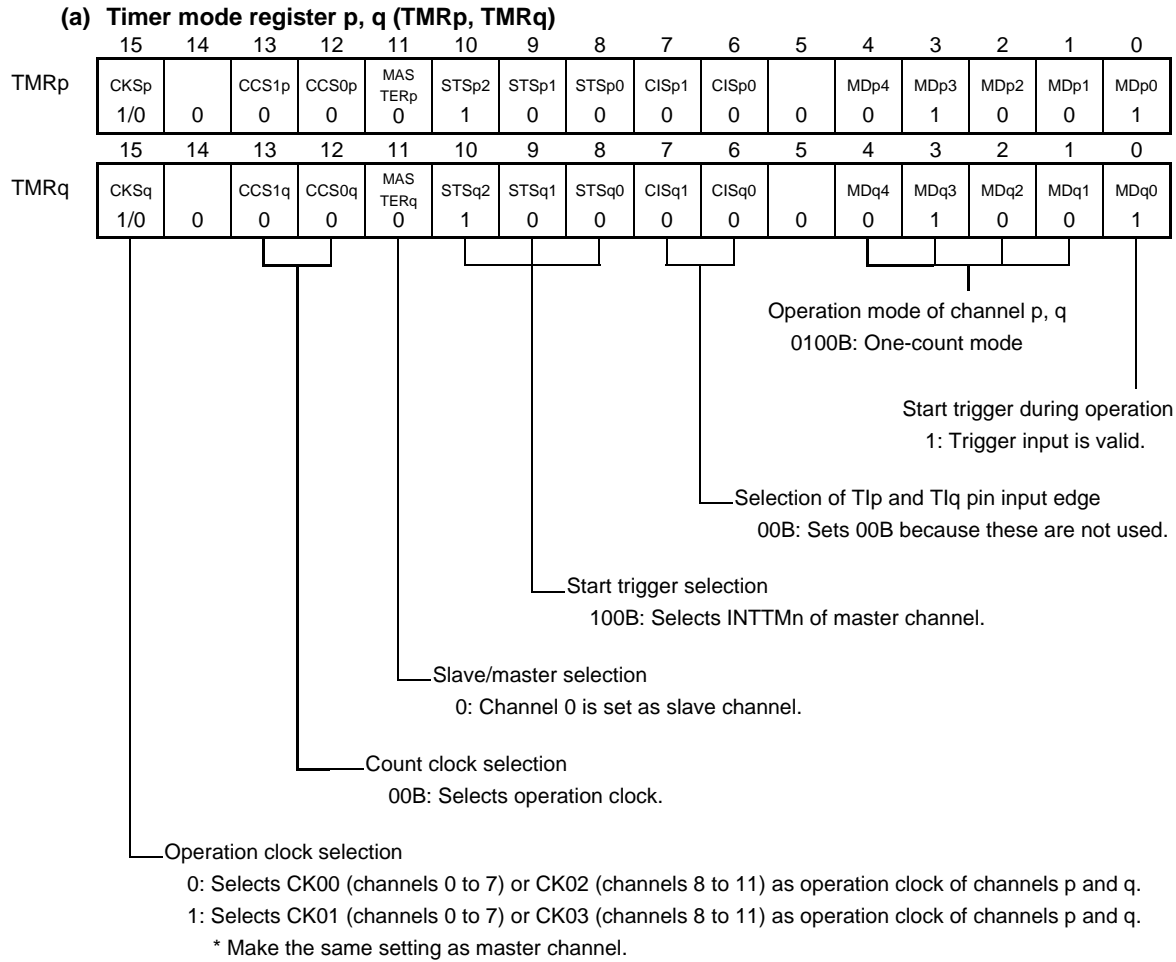 (a) Timer mode register p, q (TMRp, TMRq)
15 14 13 12 11 10 9 8 7 6 5 4 3 2 1 0
TMRp CKSp CCS1p CCS0p MAS TERp STSp2 STSp1 STSp0 CISp1 CISp0 MDp4 MDp3 MDp2 MDp1 MDp0
1/0 0 0 0 0 1 0 0 0 0 0 0 1 0 0 1
15 14 13 12 11 10 9 8 7 6 5 4 3 2 1 0
TMRq CKSq CCS1q CCS0q MAS TERq STSq2 STSq1 STSq0 CISq1 CISq0 MDq4 MDq3 MDq2 MDq1 MDq0
1/0 0 0 0 0 1 0 0 0 0 0 0 1 0 0 1
Operation mode of channel p, q
0100B: One-count mode
Start trigger during operation
1: Trigger input is valid.
Selection of TIp and TIq pin input edge
00B: Sets 00B because these are not used.
Start trigger selection
100B: Selects INTTMn of master channel.
Slave/master selection
0: Channel 0 is set as slave channel.
Count clock selection
00B: Selects operation clock.
Operation clock selection
0: Selects CK00 (channels 0 to 7) or CK02 (channels 8 to 11) as operation clock of channels p and q.
1: Selects CK01 (channels 0 to 7) or CK03 (channels 8 to 11) as operation clock of channels p and q.
* Make the same setting as master channel.